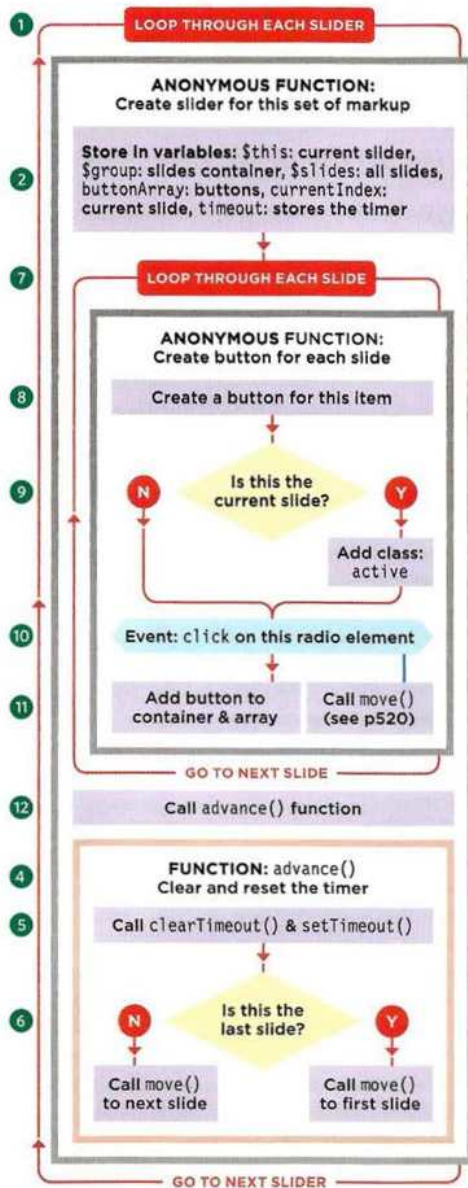 1
LOOP THROUGH EACH SLIDER
ANONYMOUS FUNCTION:
Create slider for this set of markup
2
Store in variables: $this: current slider,
$group: slides container, $slides: all slides,
buttonArray: buttons, currentIndex:
current slide, timeout: stores the timer
7
LOOP THROUGH EACH SLIDE
ANONYMOUS FUNCTION:
Create button for each slide
8
Create a button for this item
9
N
Is this the
current slide?
Y
Add class:
active
10
Event: click on this radio element
11
Add button to
container & array
Call move()
(see p520)
GO TO NEXT SLIDE
12
Call advance() function
4
FUNCTION: advance()
Clear and reset the timer
5
Call clearTimeout() & setTimeout()
6
N
Is this the
last slide?
Y
Call move()
to next slide
Call move()
to first slide
GO TO NEXT SLIDER